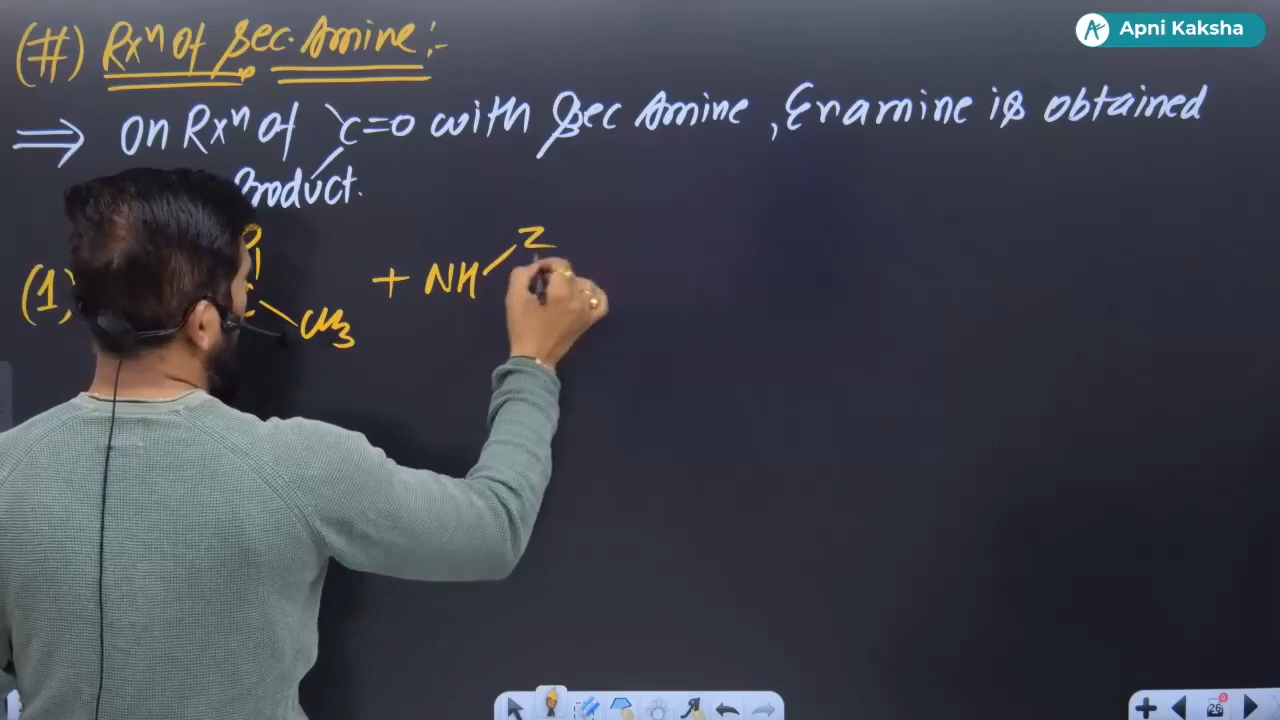 Apni Kaksha
(#) Rxⁿ of Sec. Amine :-
⇒ on Rxⁿ of >C=O with Sec Amine, Enamine is obtained
Product.
(1) O
C CH3 + NH Z
26